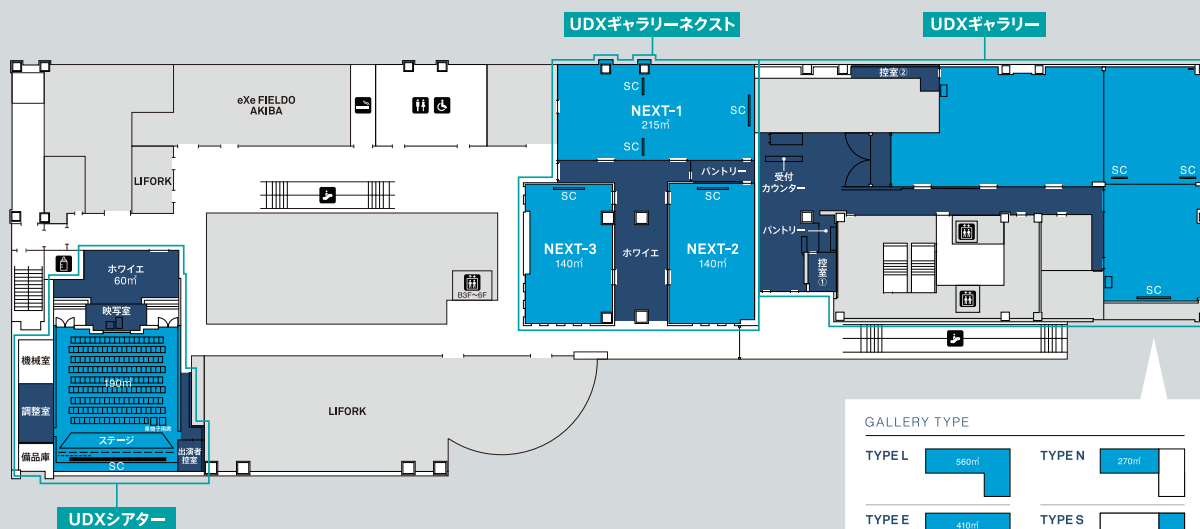 UDXギャラリーネクスト
UDXギャラリー
eXe FIELDO
AKIBA
LIFORK
SC
NEXT-1
215㎡
SC
SC
パントリー
控室②
受付
カウンター
SC
SC
SC
NEXT-3
140㎡
ホワイエ
SC
NEXT-2
140㎡
パントリー
控室①
SC
B3F~6F
ホワイエ
60㎡
映写室
機械室
190㎡
調整室
ステージ
備品庫
SC
出演者
控室
LIFORK
UDXシアター
GALLERY TYPE
TYPE L
560㎡
TYPE N
270㎡
TYPE E
410㎡
TYPE S